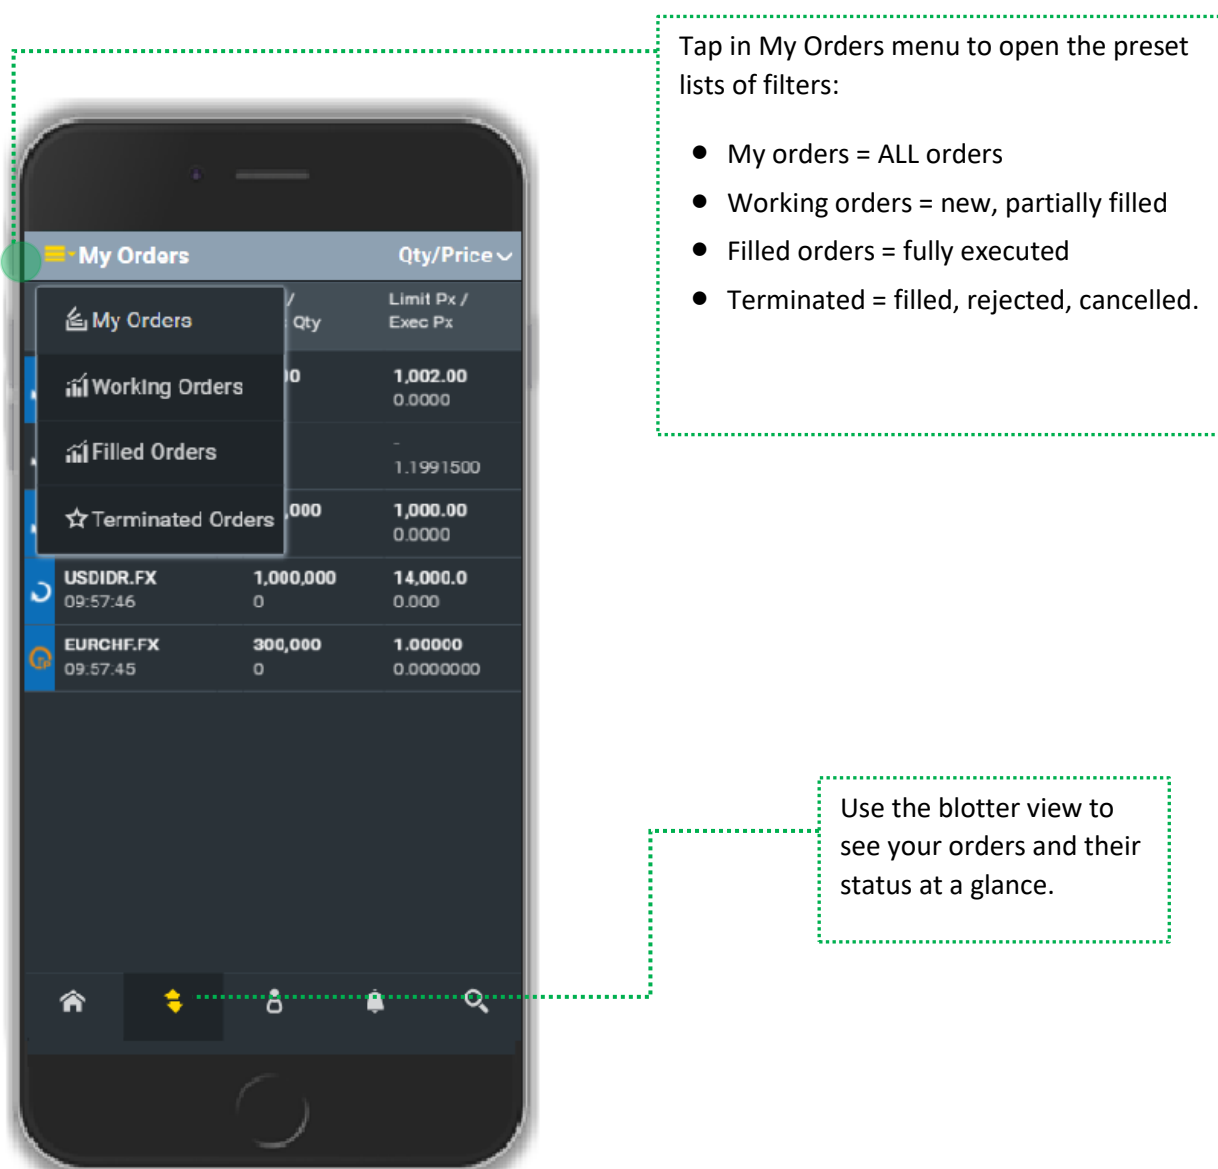 Tap in My Orders menu to open the preset
lists of filters:
● My orders = ALL orders
● Working orders = new, partially filled
● Filled orders = fully executed
● Terminated = filled, rejected, cancelled.
My Orders Qty/Price
/ Limit Px /
Qty Exec Px
My Orders
Working Orders
Filled Orders
Terminated Orders
00 1,002.00
0.0000
-
1.1991500
,000 1,000.00
0.0000
USDIDR.FX 1,000,000 14,000.0
09:57:46 0 0.000
EURCHF.FX 300,000 1.00000
09:57:45 0 0.0000000
Use the blotter view to
see your orders and their
status at a glance.